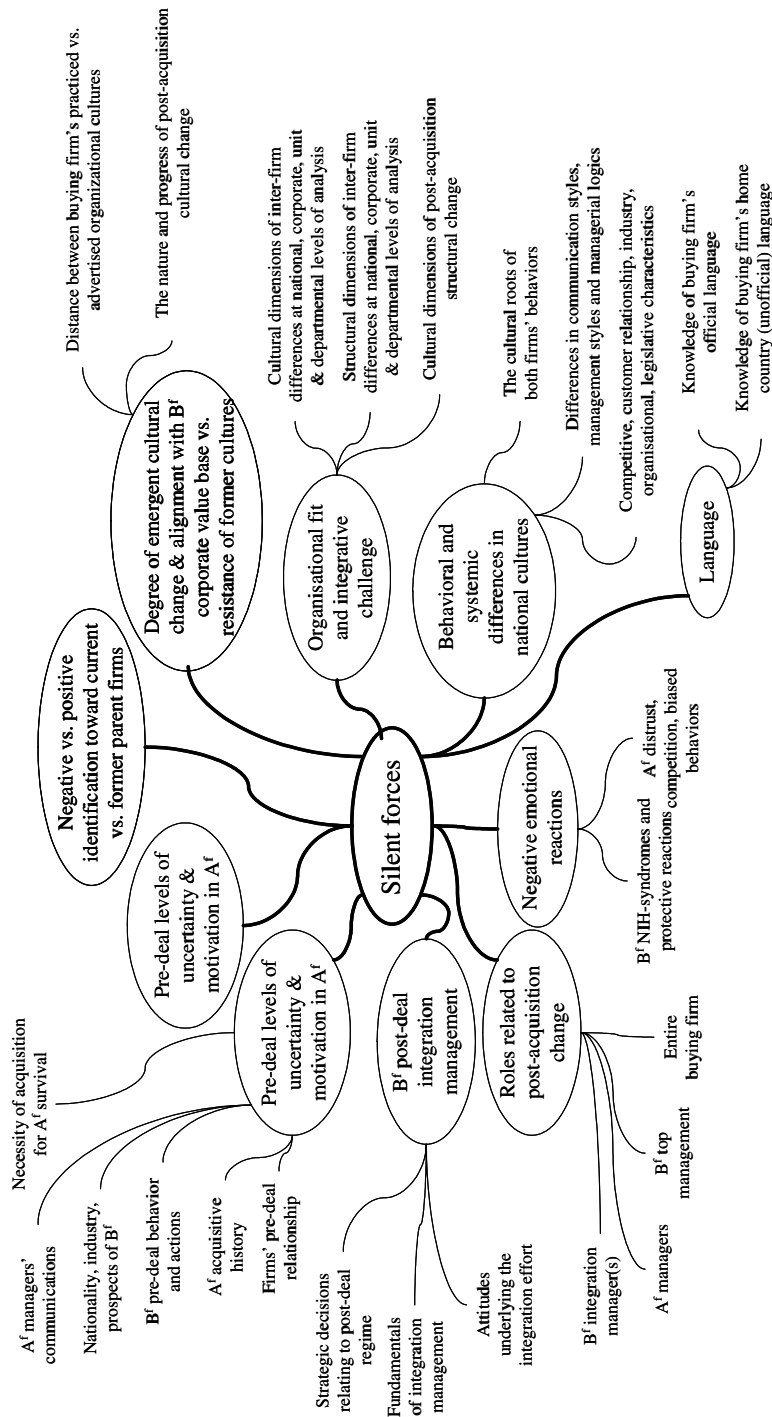 Silent forces
Negative vs. positive
identification toward current
vs. former parent firms
Degree of emergent cultural
change & alignment with Bf
corporate value base vs.
resistance of former cultures
Distance between buying firm's practiced vs.
advertised organizational cultures
The nature and progress of post-acquisition
cultural change
Organisational fit
and integrative
challenge
Cultural dimensions of inter-firm
differences at national, corporate, unit
& departmental levels of analysis
Structural dimensions of inter-firm
differences at national, corporate, unit
& departmental levels of analysis
Cultural dimensions of post-acquisition
structural change
Behavioral and
systemic
differences in
national cultures
The cultural roots of
both firms' behaviors
Differences in communication styles,
management styles and managerial logics
Competitive, customer relationship, industry,
organisational, legislative characteristics
Language
Knowledge of buying firm's
official language
Knowledge of buying firm's home
country (unofficial) language
Negative emotional
reactions
Bf NIH-syndromes and
protective reactions
Af distrust,
competition, biased
behaviors
Roles related to
post-acquisition
change
Entire
buying firm
Bf top
management
Af managers
Bf integration
manager(s)
Bf post-deal
integration
management
Strategic decisions
relating to post-deal
regime
Fundamentals
of integration
management
Attitudes
underlying the
integration effort
Pre-deal levels of
uncertainty &
motivation in Af
Necessity of acquisition
for Af survival
Af managers'
communications
Nationality, industry,
prospects of Bf
Bf pre-deal behavior
and actions
Af acquisitive
history
Firms' pre-deal
relationship
Pre-deal levels of
uncertainty &
motivation in Af